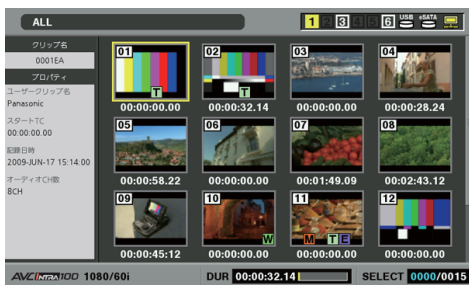 ALL
1 2 3 4 5 6 USB eSATA
クリップ名
0001EA
プロパティ
ユーザークリップ名
Panasonic
スタートTC
00:00:00.00
記録日時
2009-JUN-17 15:14:00
オーディオCH数
8CH
01 02 03 04
T T
00:00:00.00 00:00:32.14 00:00:00.00 00:00:28.24
05 06 07 08
00:00:58.22 00:00:00.00 00:01:49.09 00:02:43.12
09 10 11 12
W M T E
00:00:45:12 00:00:00.00 00:00:00.00 00:00:00.00
AVC INTRA 100 1080/60i DUR 00:00:32.14 SELECT 0000/0015